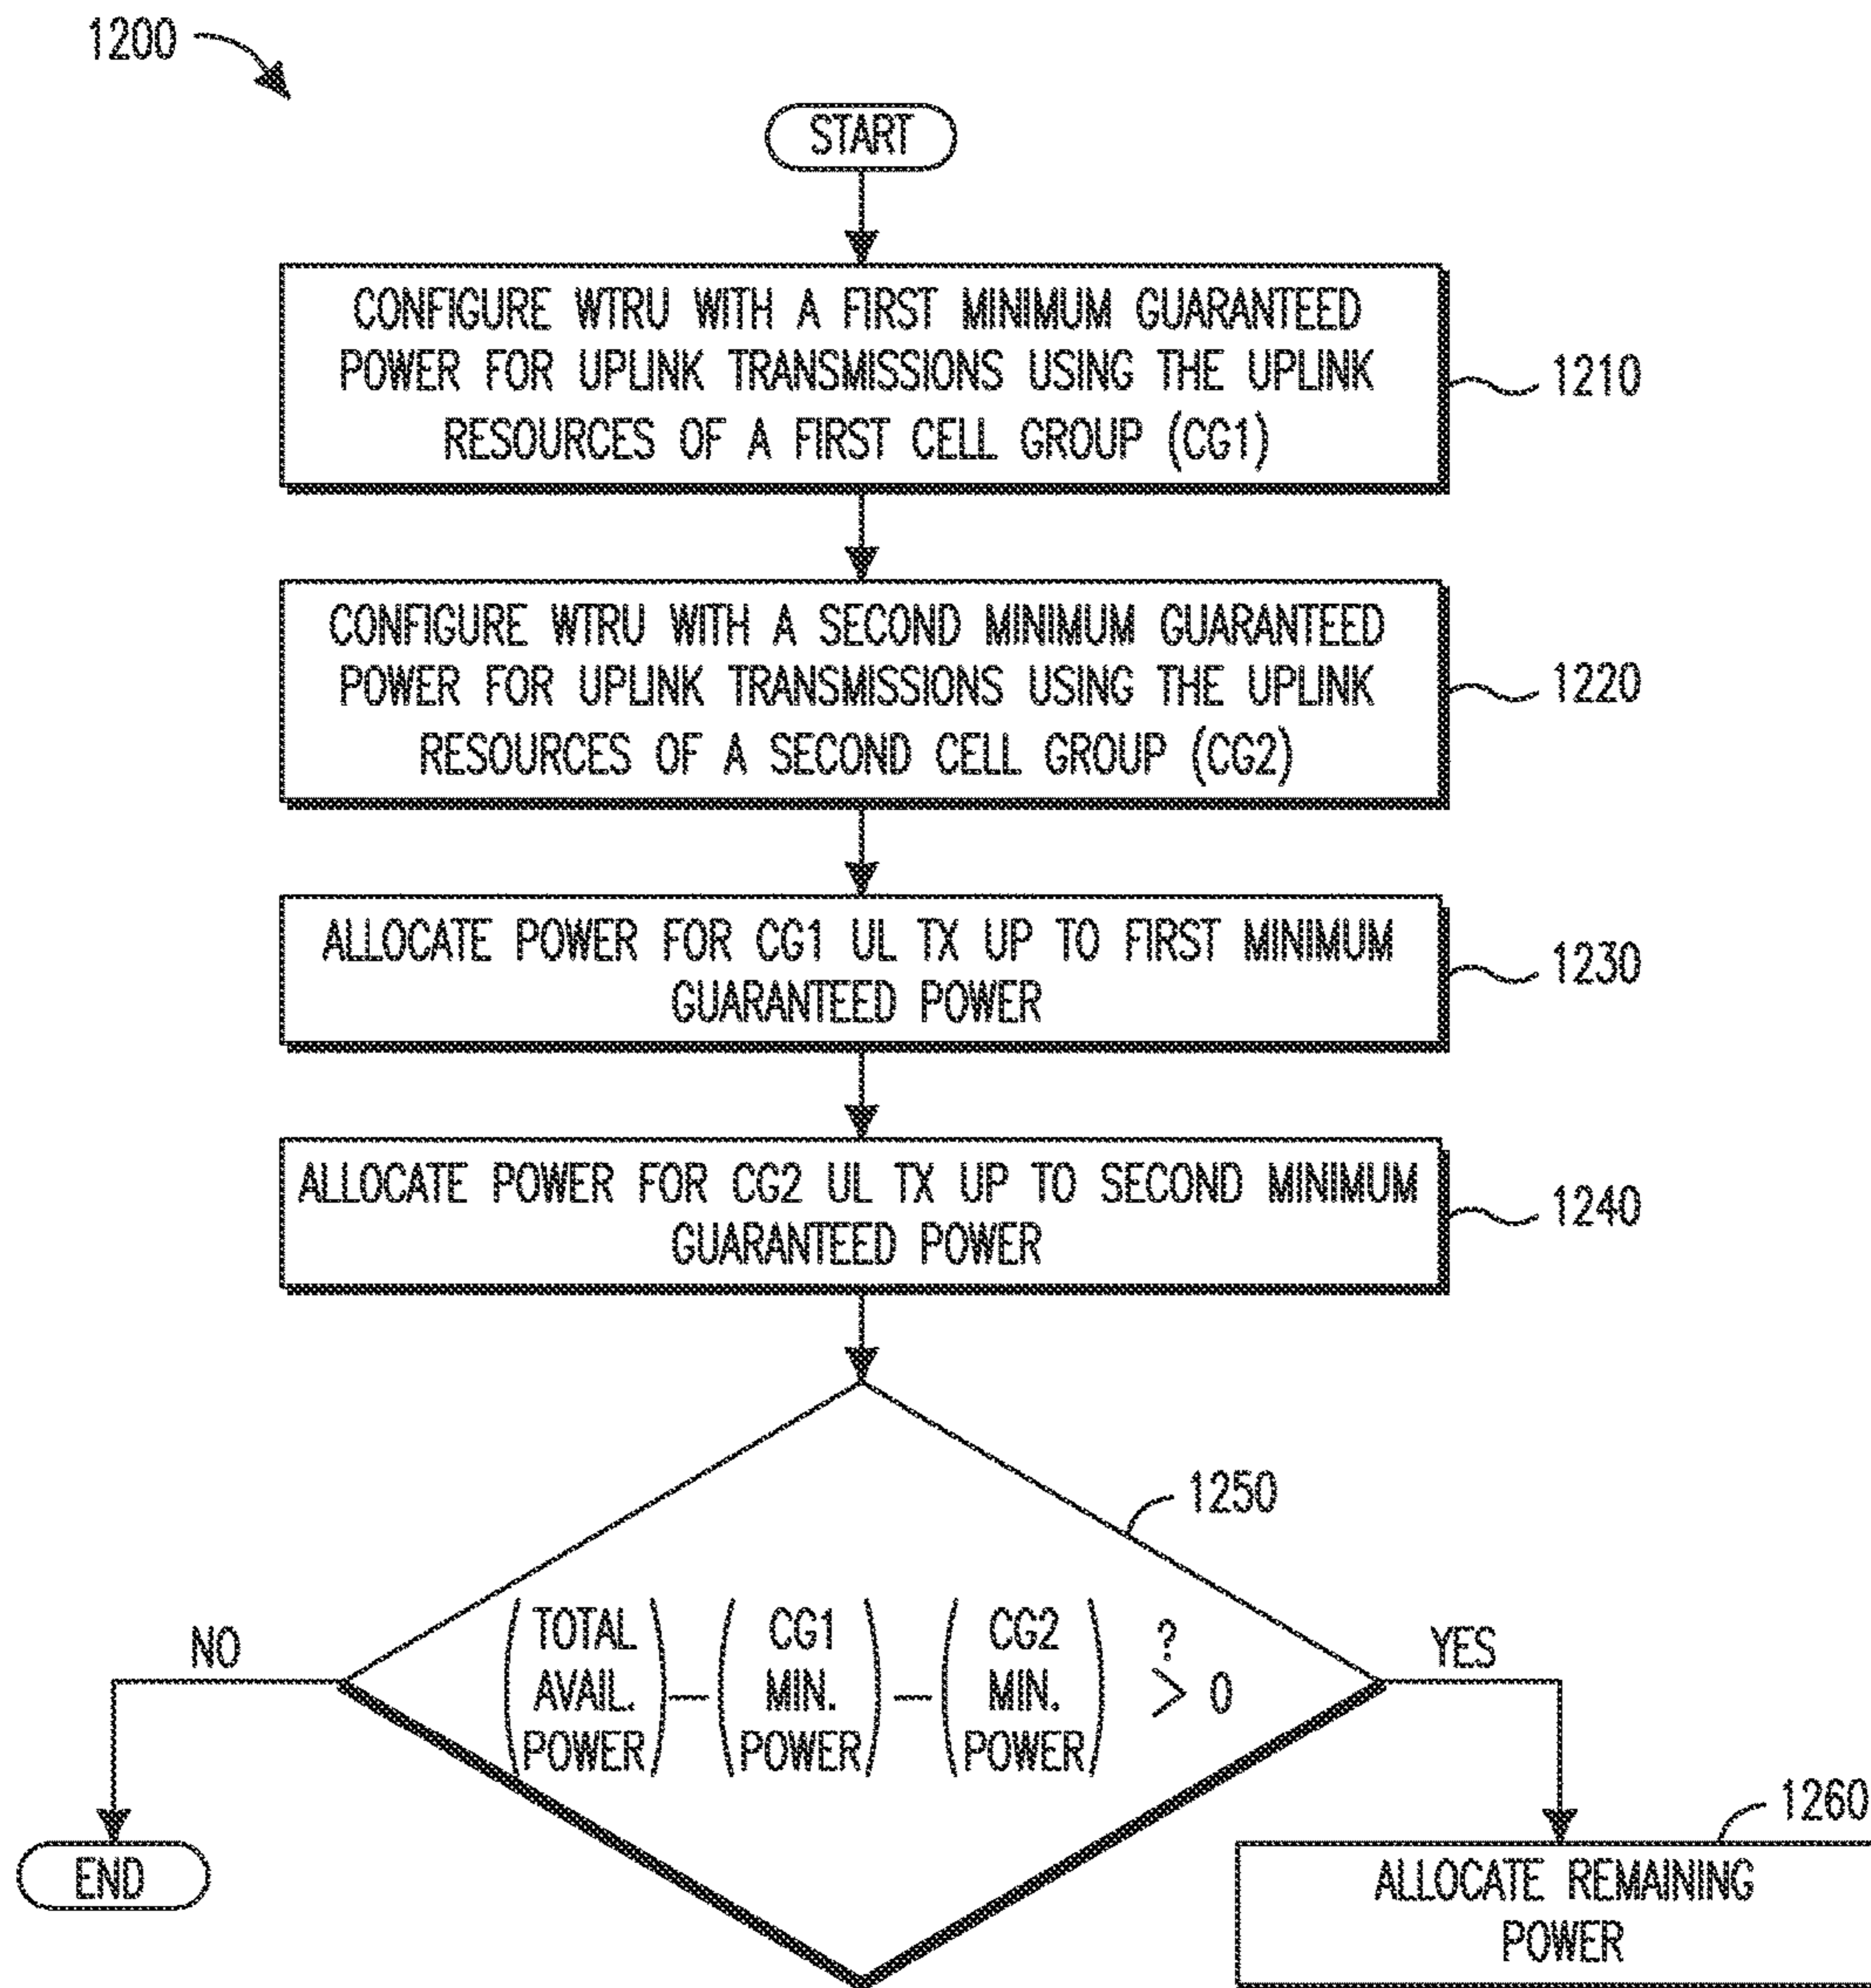 1200
START
CONFIGURE WTRU WITH A FIRST MINIMUM GUARANTEED
POWER FOR UPLINK TRANSMISSIONS USING THE UPLINK
RESOURCES OF A FIRST CELL GROUP (CG1)
1210
CONFIGURE WTRU WITH A SECOND MINIMUM GUARANTEED
POWER FOR UPLINK TRANSMISSIONS USING THE UPLINK
RESOURCES OF A SECOND CELL GROUP (CG2)
1220
ALLOCATE POWER FOR CG1 UL TX UP TO FIRST MINIMUM
GUARANTEED POWER
1230
ALLOCATE POWER FOR CG2 UL TX UP TO SECOND MINIMUM
GUARANTEED POWER
1240
1250
(TOTAL AVAIL. POWER) – (CG1 MIN. POWER) – (CG2 MIN. POWER) ? > 0
NO
YES
END
1260
ALLOCATE REMAINING
POWER